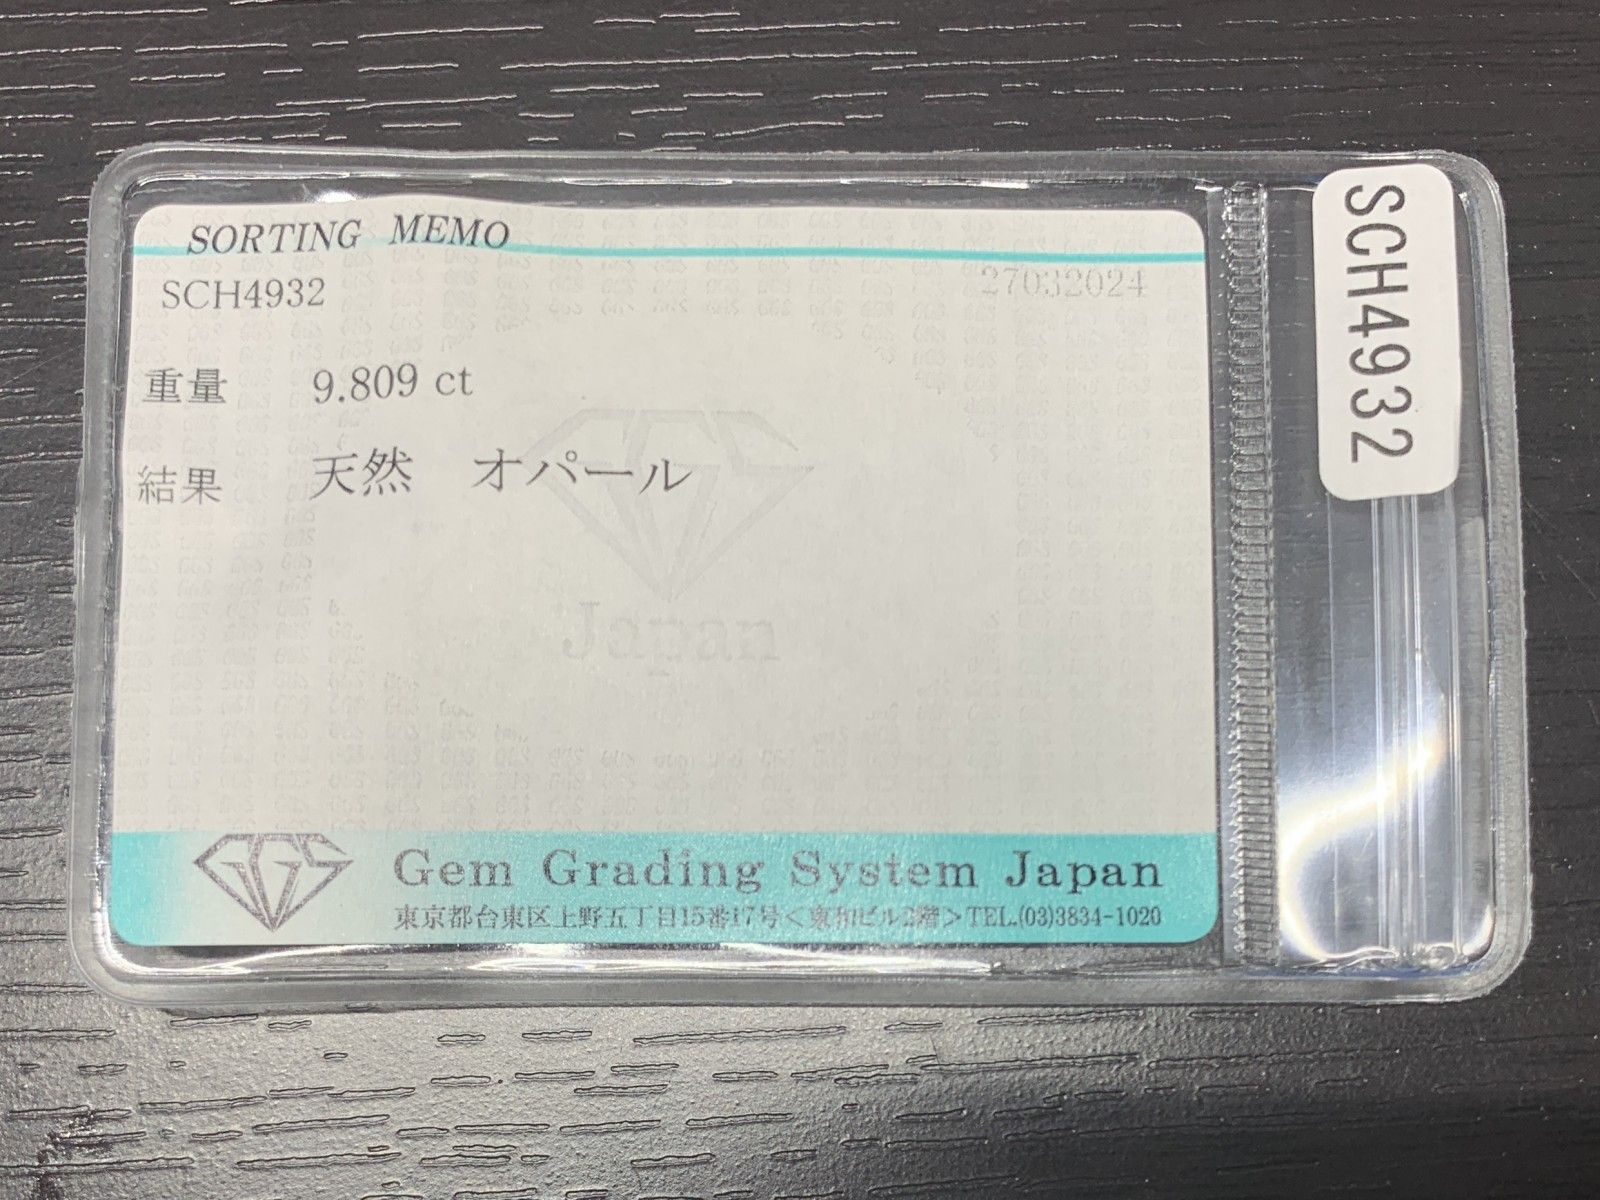 SORTING MEMO
SCH4932
27032024
重量 9.809 ct
結果 天然 オパール
GGS
Japan
GGS
Gem Grading System Japan
東京都台東区上野五丁目15番17号<東和ビル2階>TEL.(03)3834-1020
SCH4932